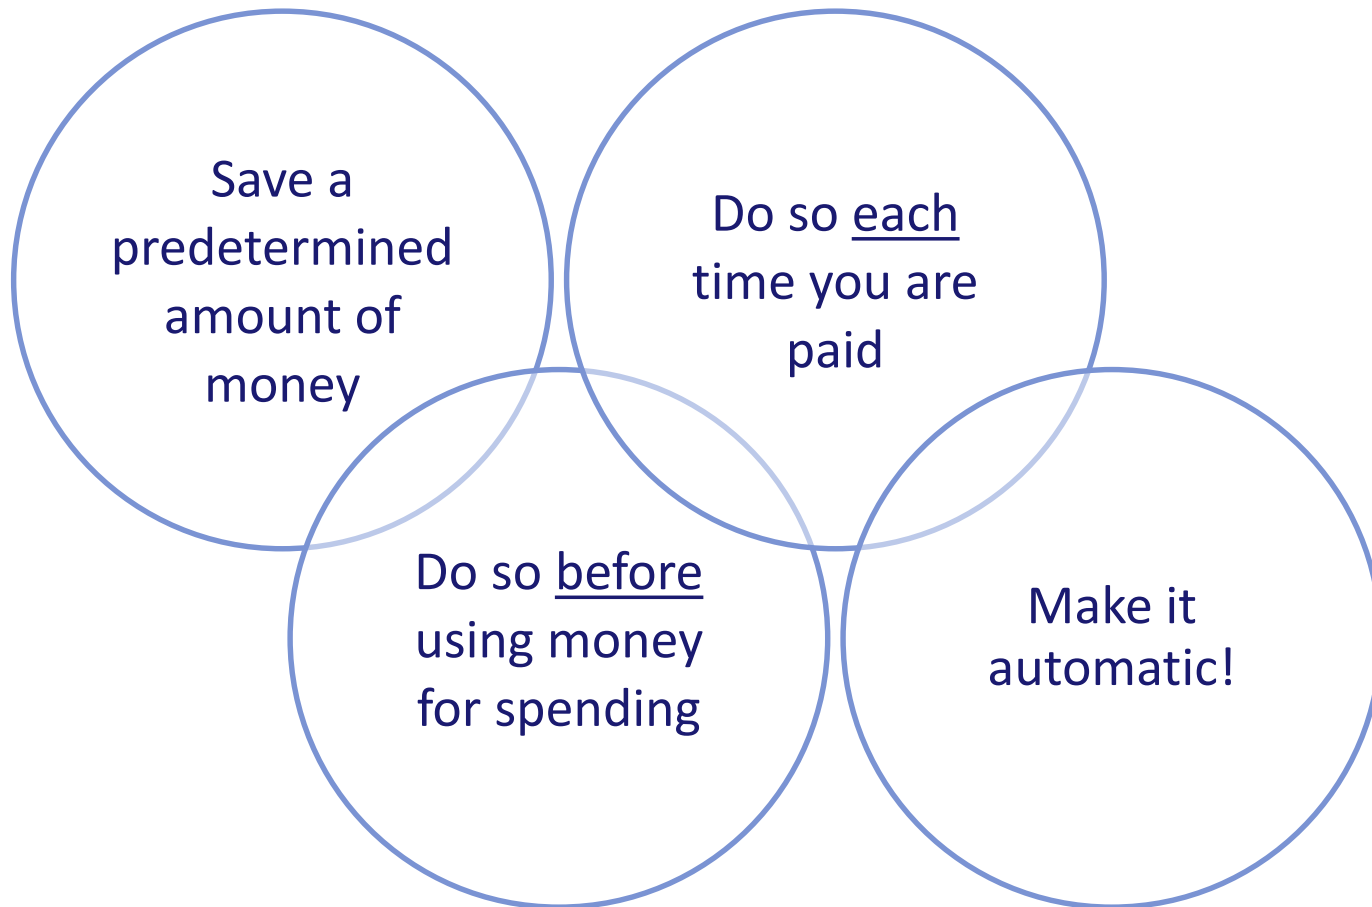 Save a
predetermined
amount of
money
Do so each
time you are
paid
Do so before
using money
for spending
Make it
automatic!